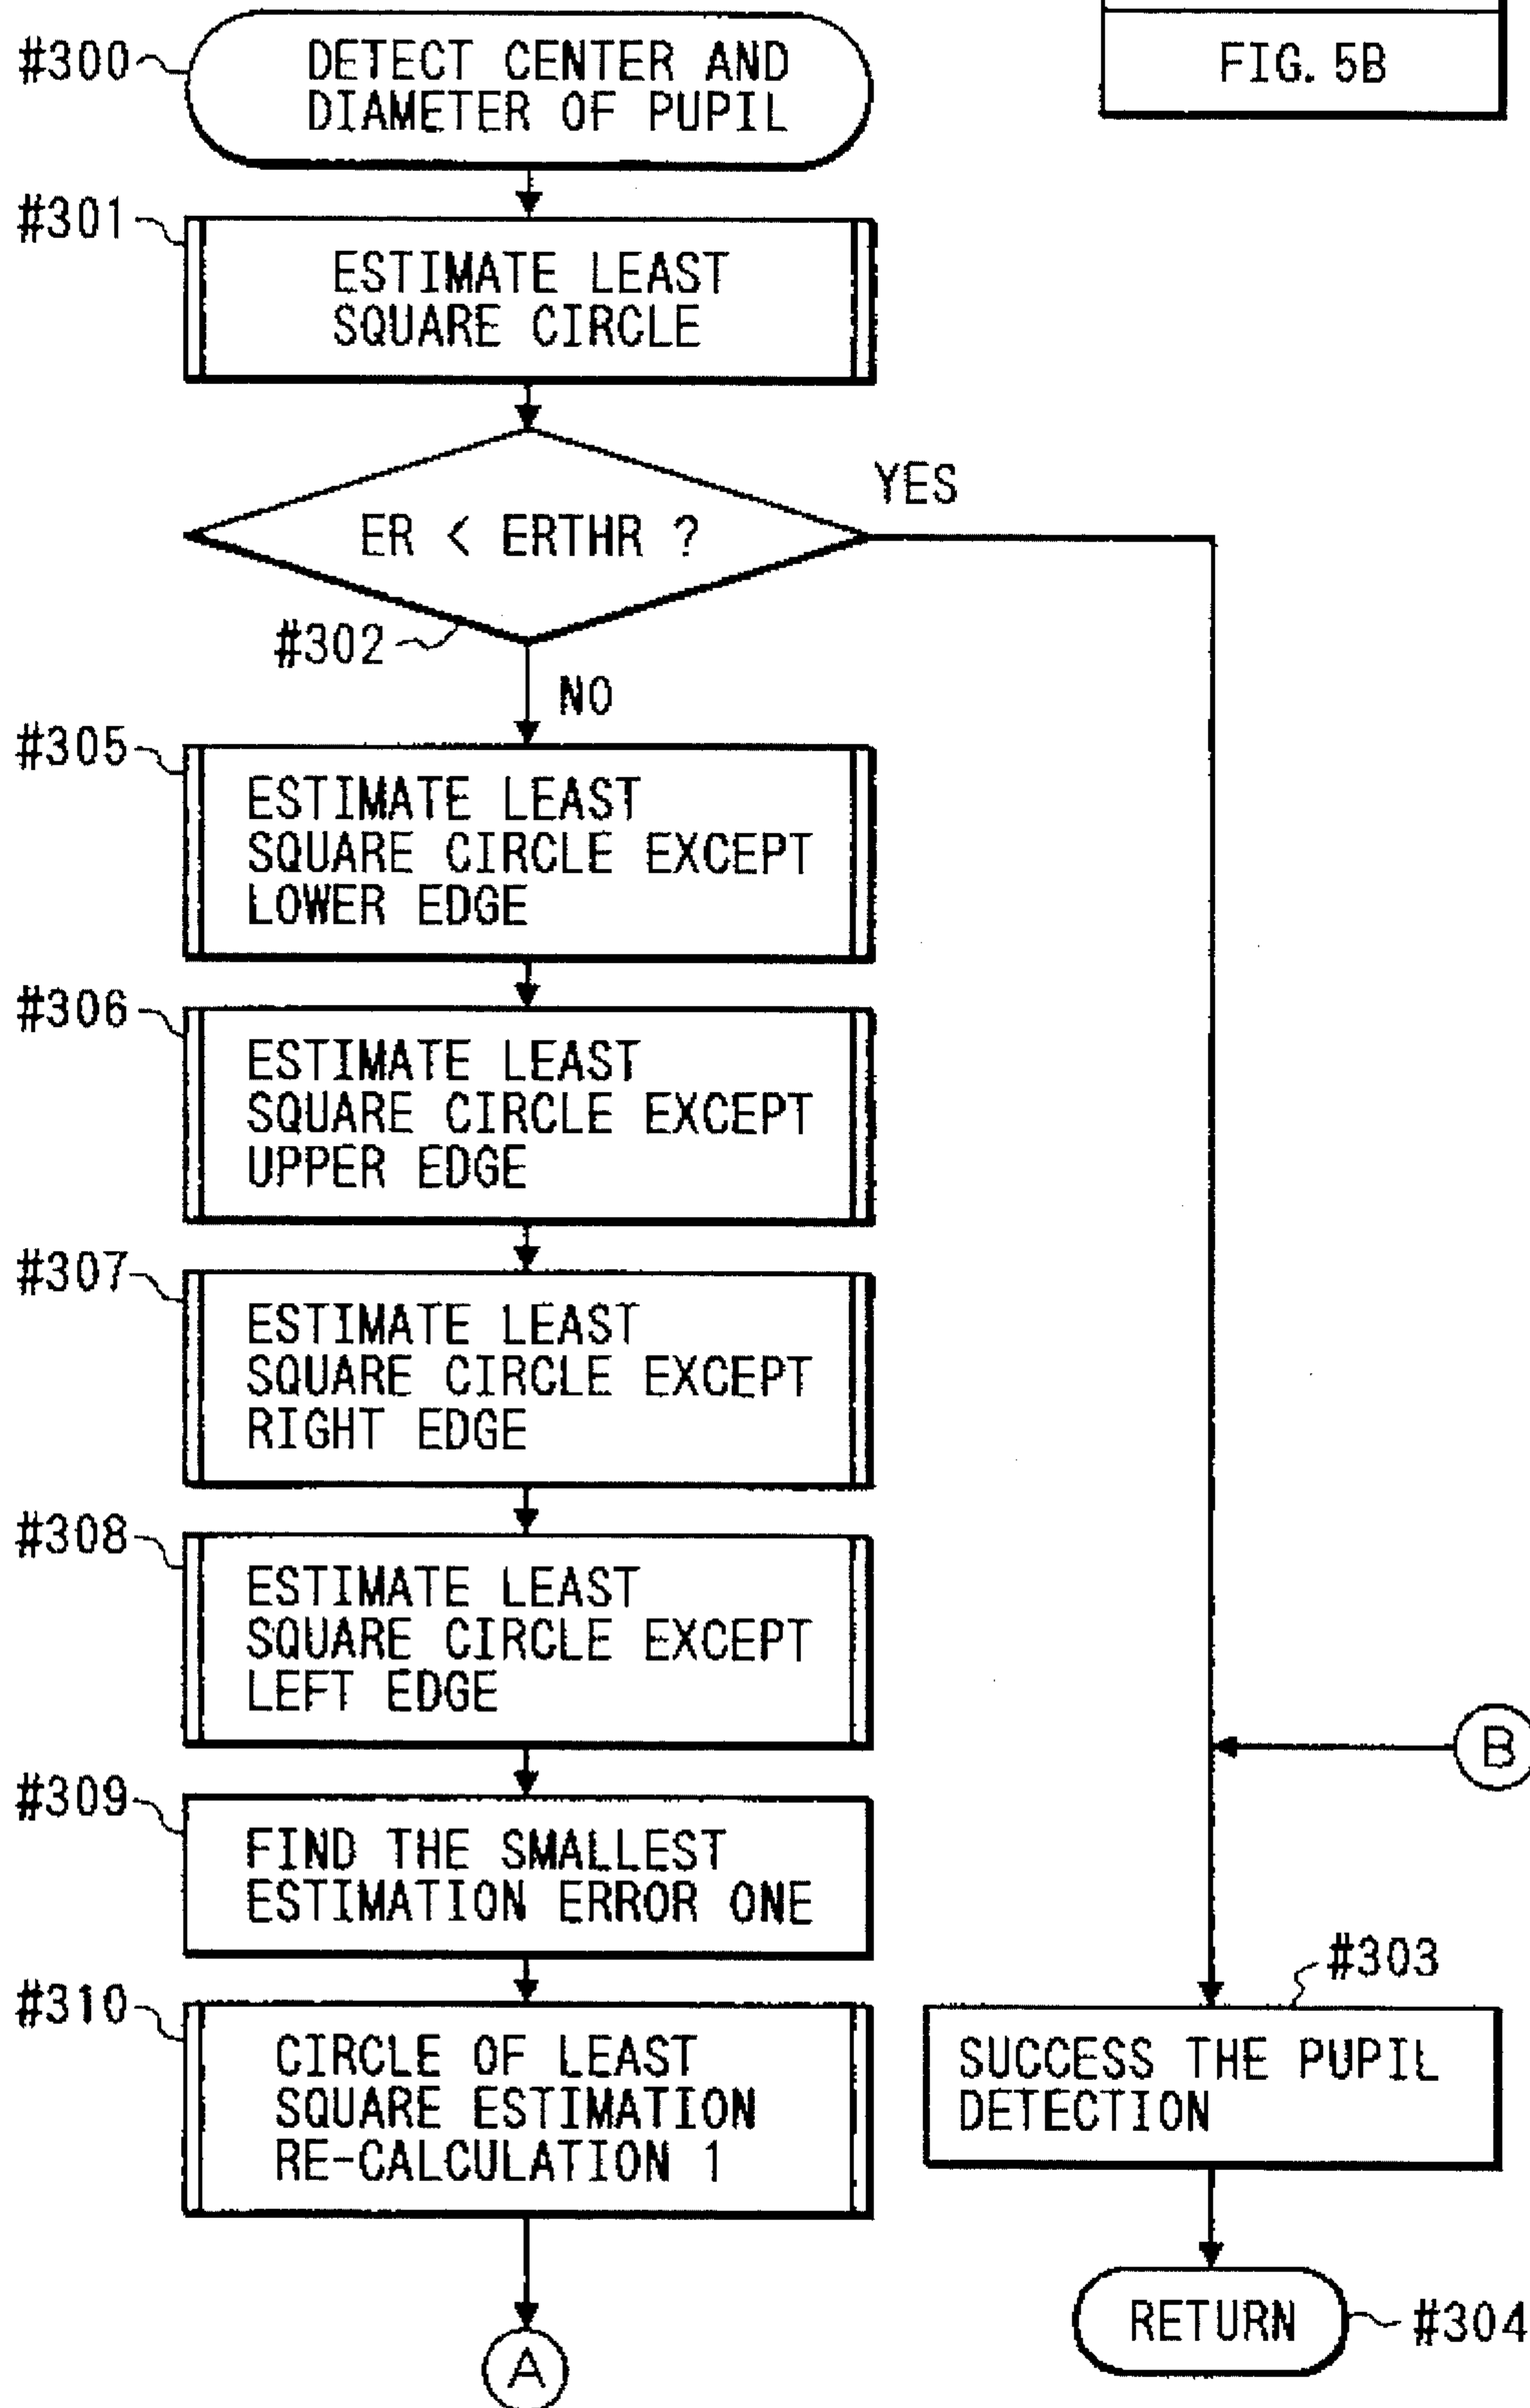 FIG. 5B
#300
DETECT CENTER AND
DIAMETER OF PUPIL
#301
ESTIMATE LEAST
SQUARE CIRCLE
ER < ERTHR ?
YES
#302
NO
#305
ESTIMATE LEAST
SQUARE CIRCLE EXCEPT
LOWER EDGE
#306
ESTIMATE LEAST
SQUARE CIRCLE EXCEPT
UPPER EDGE
#307
ESTIMATE LEAST
SQUARE CIRCLE EXCEPT
RIGHT EDGE
#308
ESTIMATE LEAST
SQUARE CIRCLE EXCEPT
LEFT EDGE
B
#309
FIND THE SMALLEST
ESTIMATION ERROR ONE
#310
CIRCLE OF LEAST
SQUARE ESTIMATION
RE-CALCULATION 1
A
#303
SUCCESS THE PUPIL
DETECTION
RETURN
#304